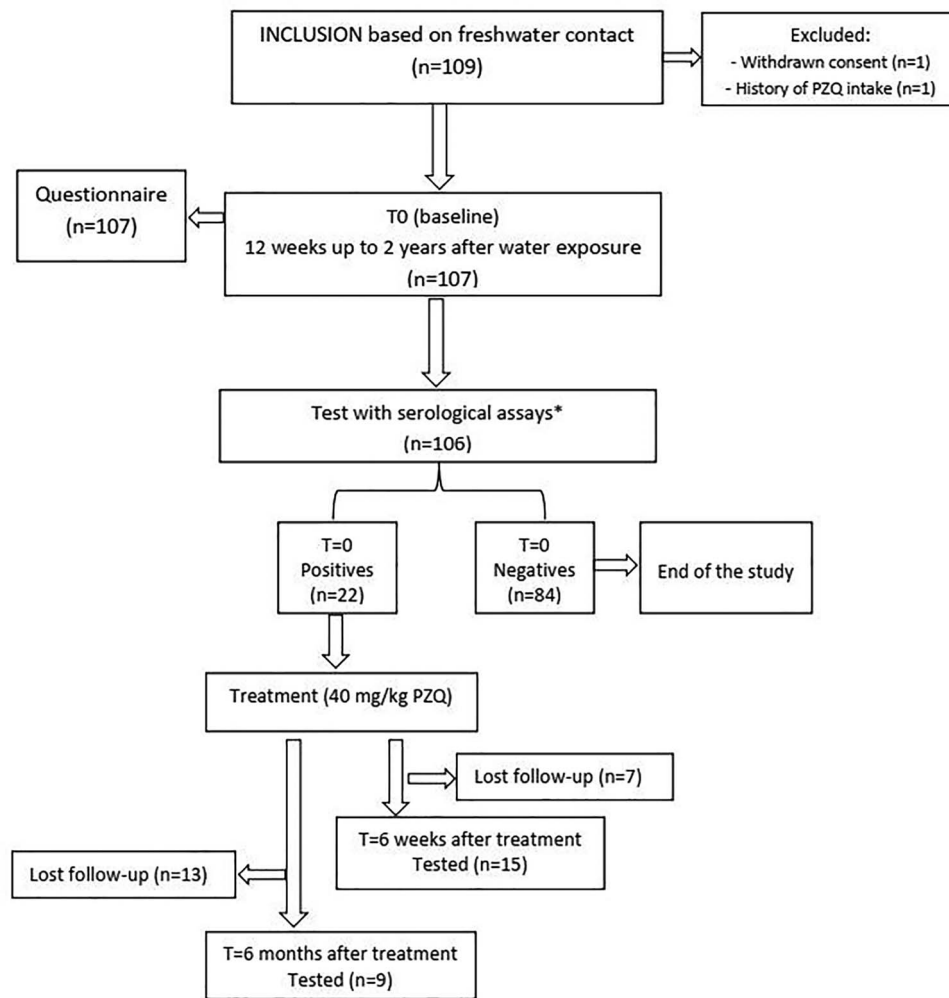 INCLUSION based on freshwater contact
(n=109)
Excluded:
- Withdrawn consent (n=1)
- History of PZQ intake (n=1)
Questionnaire
(n=107)
T0 (baseline)
12 weeks up to 2 years after water exposure
(n=107)
Test with serological assays*
(n=106)
T=0
Positives
(n=22)
T=0
Negatives
(n=84)
End of the study
Treatment (40 mg/kg PZQ)
Lost follow-up (n=7)
T=6 weeks after treatment
Tested (n=15)
Lost follow-up (n=13)
T=6 months after treatment
Tested (n=9)